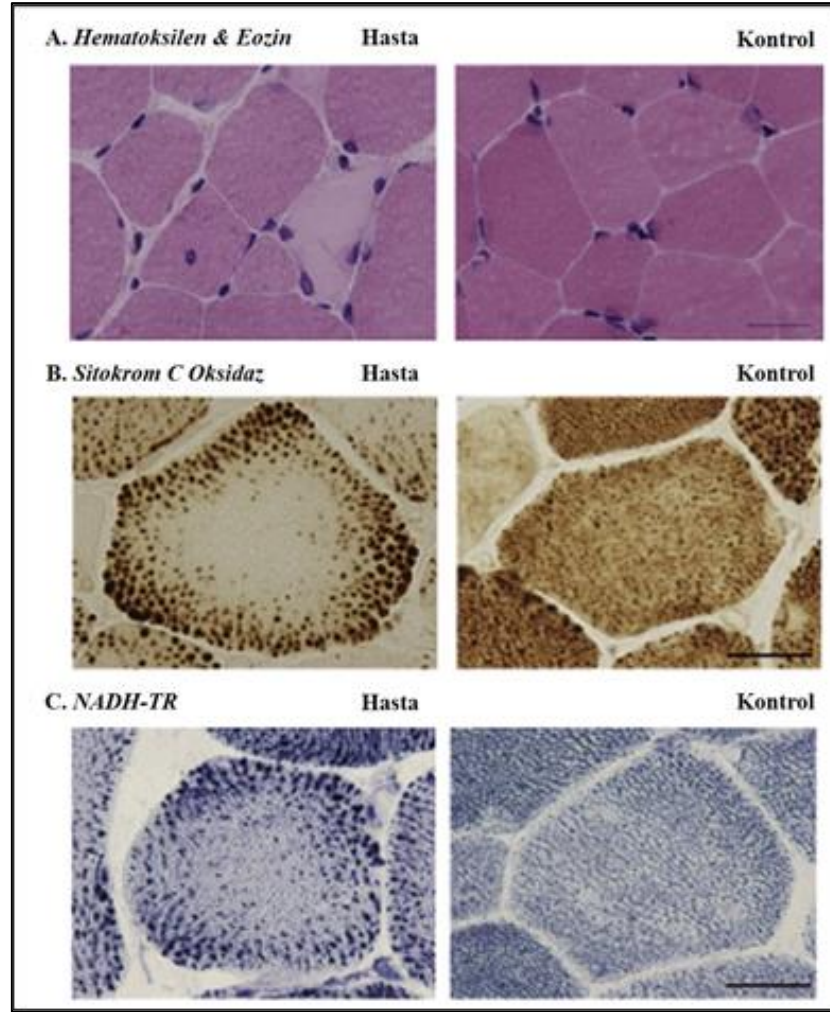 A. Hematoksilen & Eozin Hasta Kontrol
B. Sitokrom C Oksidaz Hasta Kontrol
C. NADH-TR Hasta Kontrol